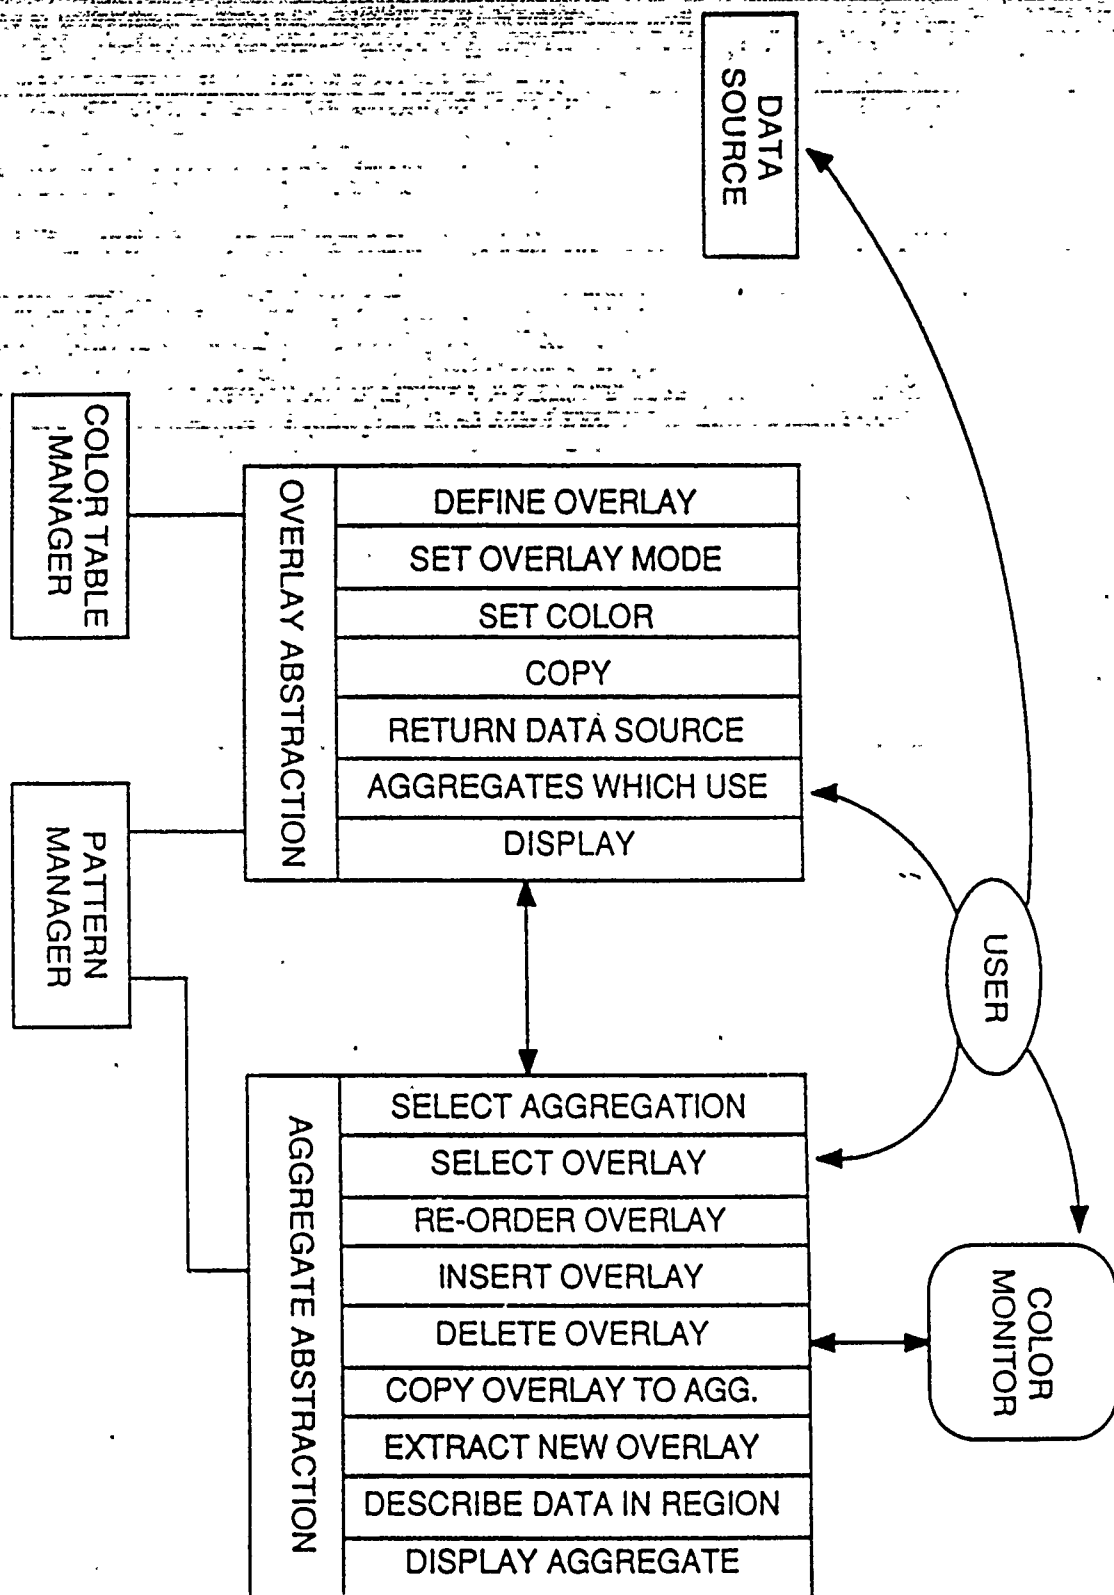 DATA
SOURCE
COLOR TABLE
MANAGER
OVERLAY ABSTRACTION
DEFINE OVERLAY
SET OVERLAY MODE
SET COLOR
COPY
RETURN DATA SOURCE
AGGREGATES WHICH USE
DISPLAY
PATTERN
MANAGER
USER
AGGREGATE ABSTRACTION
SELECT AGGREGATION
SELECT OVERLAY
RE-ORDER OVERLAY
INSERT OVERLAY
DELETE OVERLAY
COPY OVERLAY TO AGG.
EXTRACT NEW OVERLAY
DESCRIBE DATA IN REGION
DISPLAY AGGREGATE
COLOR
MONITOR